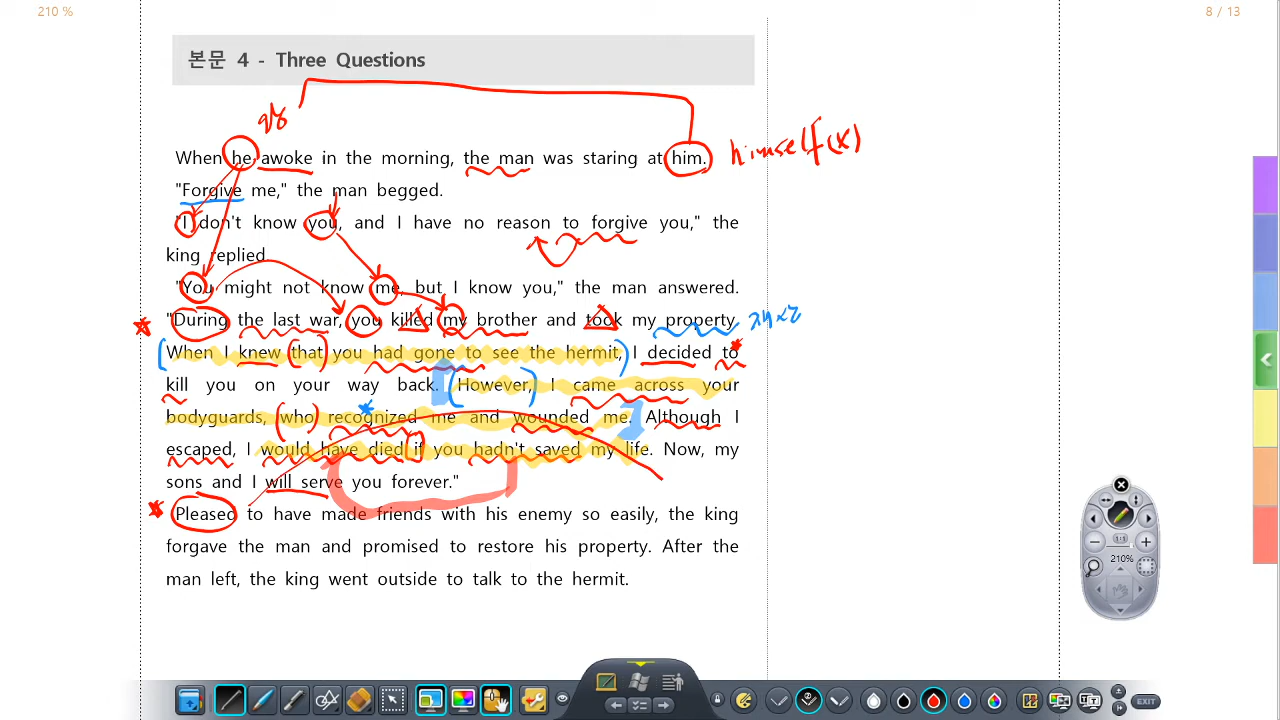 210 %
8 / 13
본문 4 - Three Questions
himself(x)
When he awoke in the morning, the man was staring at him.
"Forgive me," the man begged.
"I don't know you, and I have no reason to forgive you," the
king replied.
"You might not know me, but I know you," the man answered.
"During the last war, you killed my brother and took my property.
When I knew that you had gone to see the hermit, I decided to
kill you on your way back. However, I came across your
bodyguards, who recognized me and wounded me. Although I
escaped, I would have died if you hadn't saved my life. Now, my
sons and I will serve you forever."
Pleased to have made friends with his enemy so easily, the king
forgave the man and promised to restore his property. After the
man left, the king went outside to talk to the hermit.
1:1
210%
EXIT